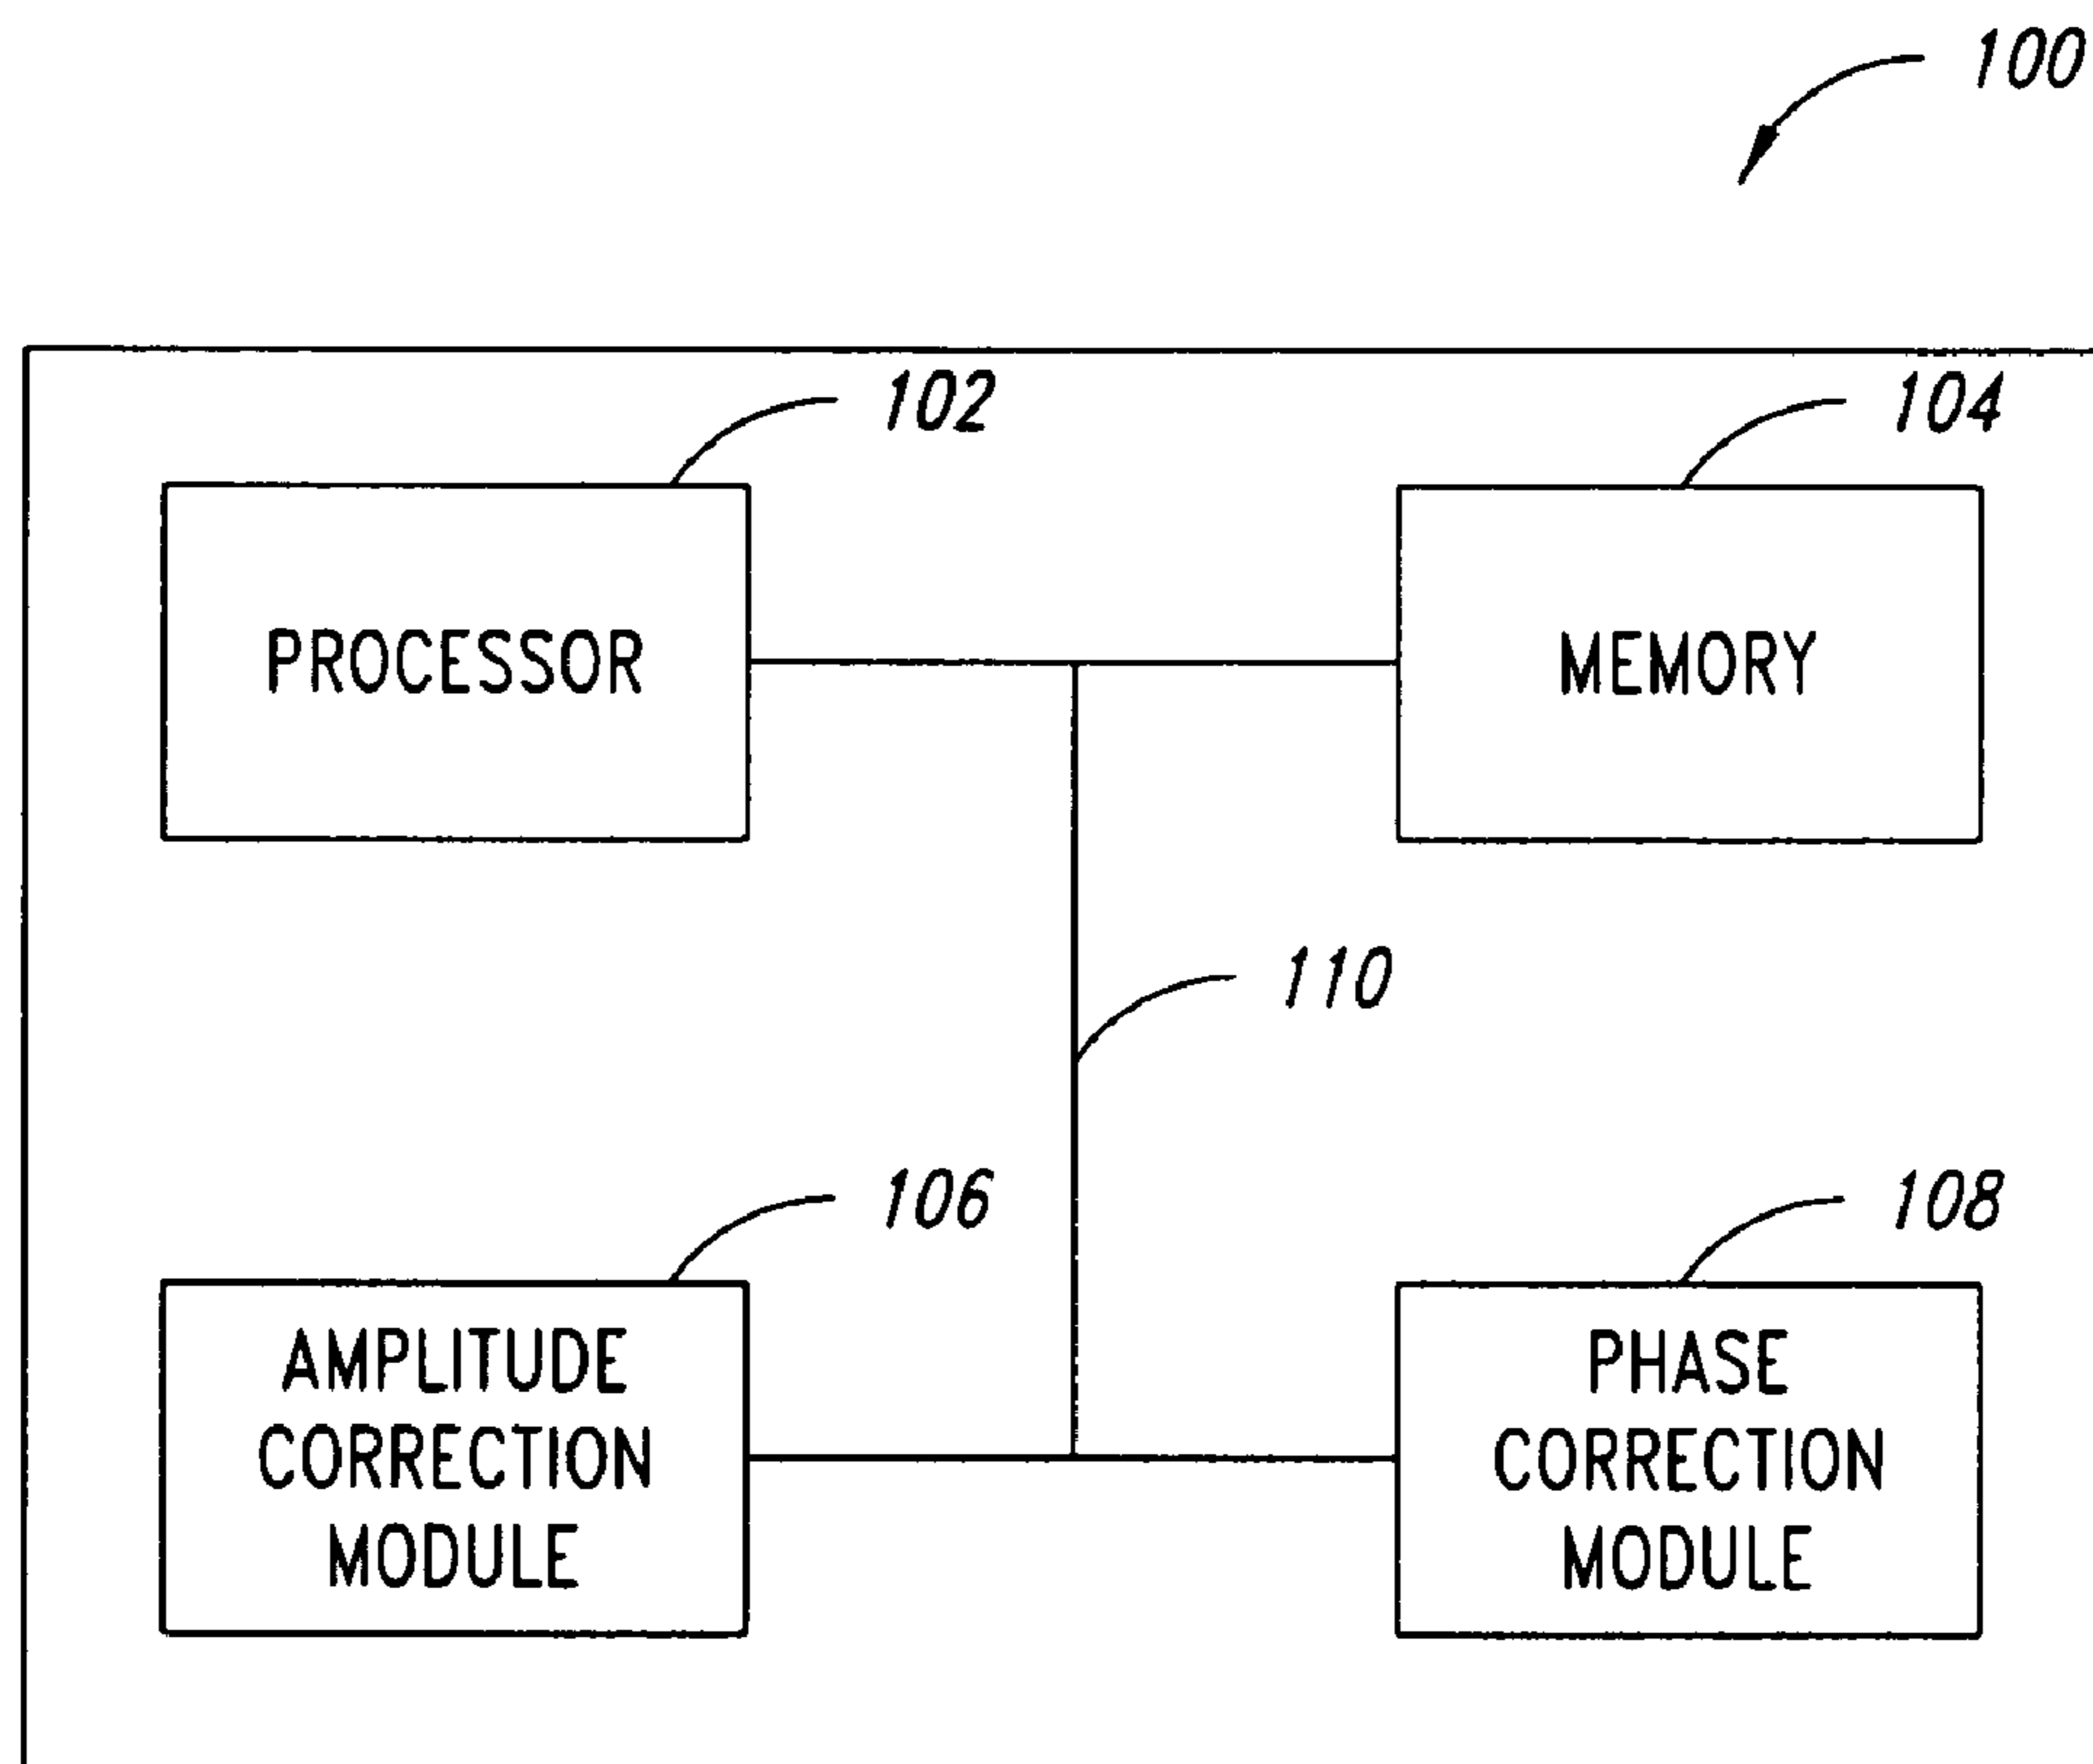 100
102
104
PROCESSOR
MEMORY
110
106
108
AMPLITUDE
CORRECTION
MODULE
PHASE
CORRECTION
MODULE